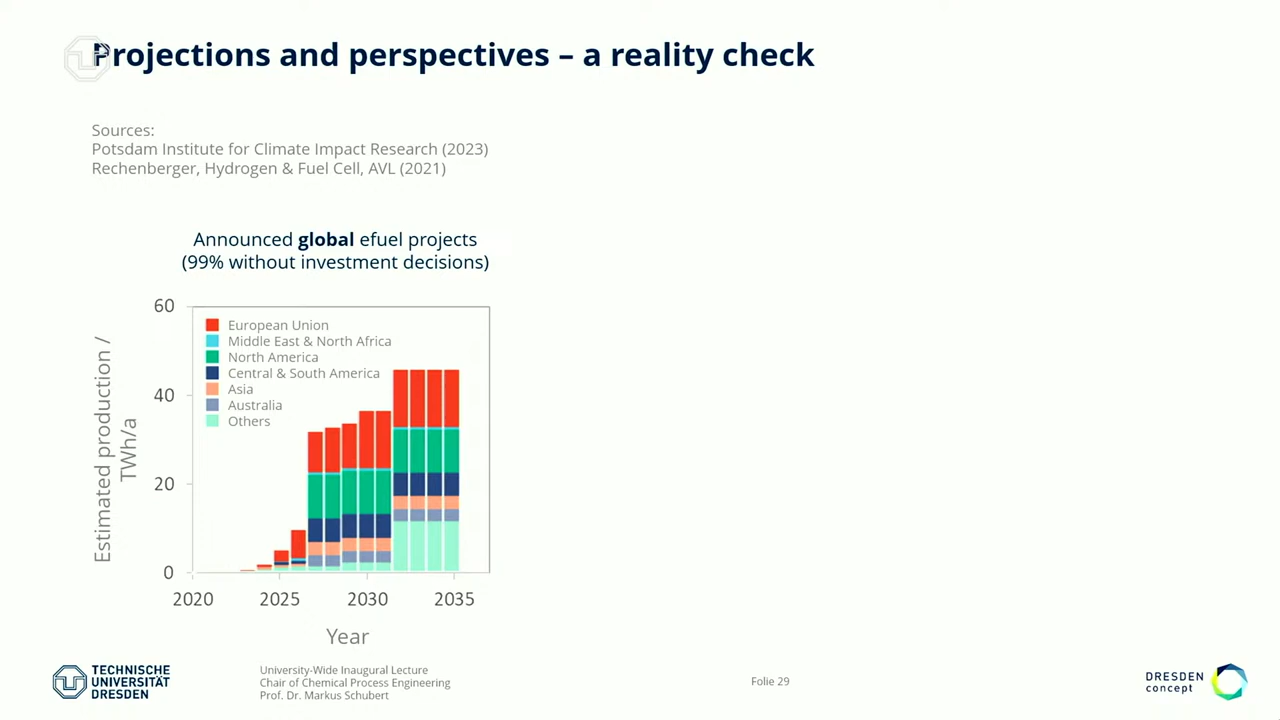 Projections and perspectives – a reality check
Sources:
Potsdam Institute for Climate Impact Research (2023)
Rechenberger, Hydrogen & Fuel Cell, AVL (2021)
Announced global efuel projects
(99% without investment decisions)
Estimated production /
TWh/a
60
40
20
0
European Union
Middle East & North Africa
North America
Central & South America
Asia
Australia
Others
2020
2025
2030
2035
Year
TECHNISCHE
UNIVERSITÄT
DRESDEN
University-Wide Inaugural Lecture
Chair of Chemical Process Engineering
Prof. Dr. Markus Schubert
Folie 29
DRESDEN
concept